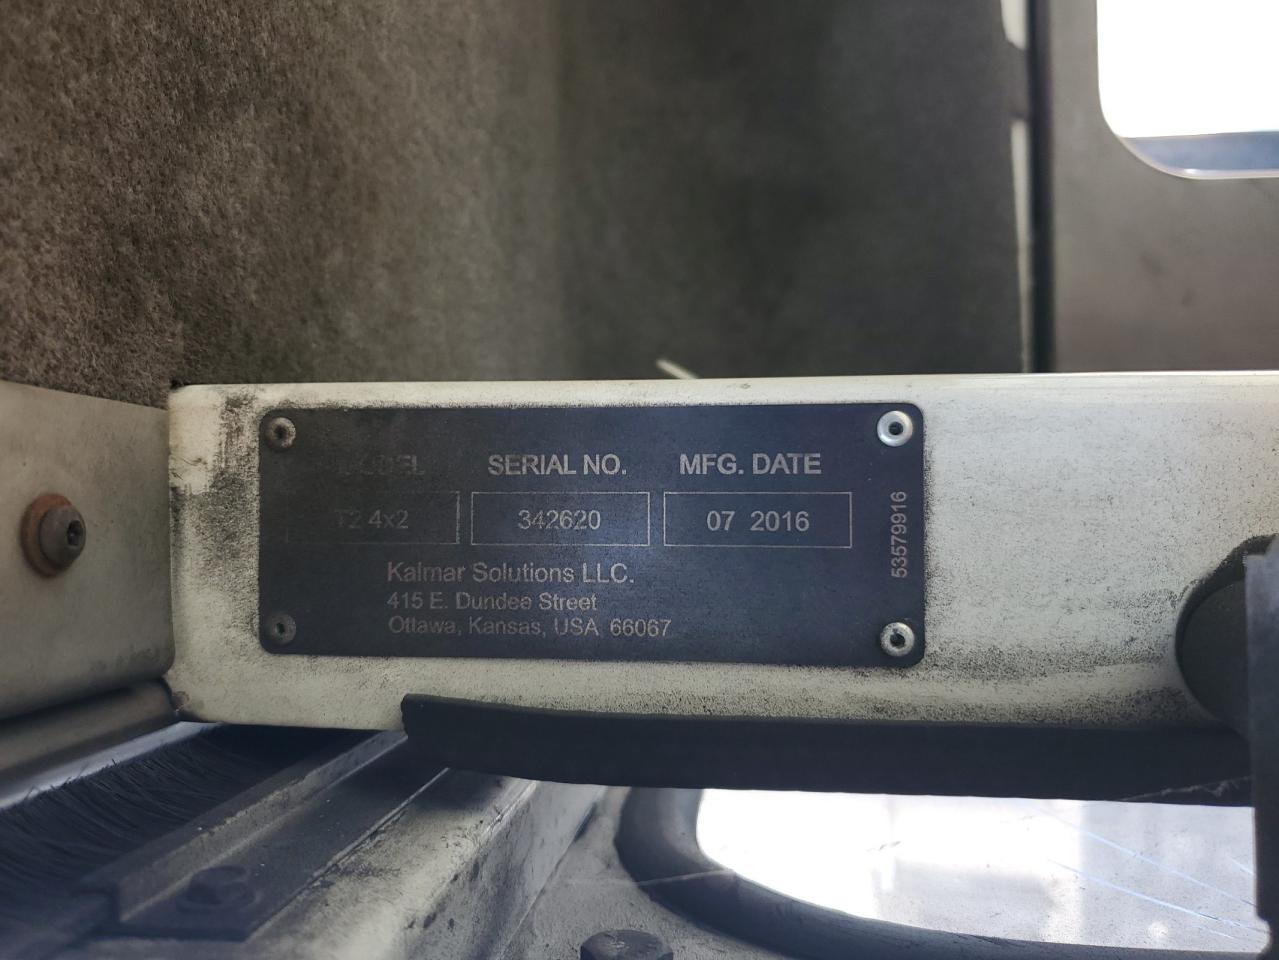 MODEL SERIAL NO. MFG. DATE
T2 4x2 342620 07 2016
Kalmar Solutions LLC.
415 E. Dundee Street
Ottawa, Kansas, USA 66067
53579916